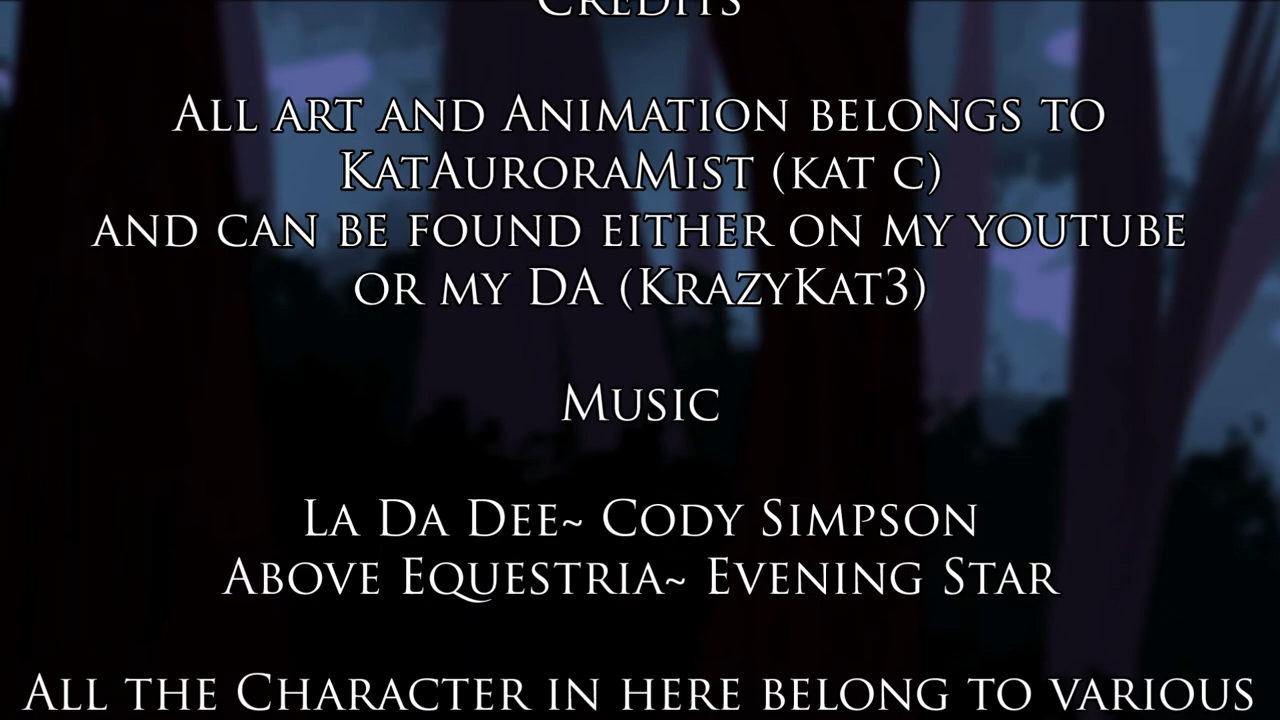 Credits
All art and Animation belongs to
KatAuroraMist (kat c)
and can be found either on my youtube
or my DA (KrazyKat3)
Music
La Da Dee~ Cody Simpson
Above Equestria~ Evening Star
All the Character in here belong to various